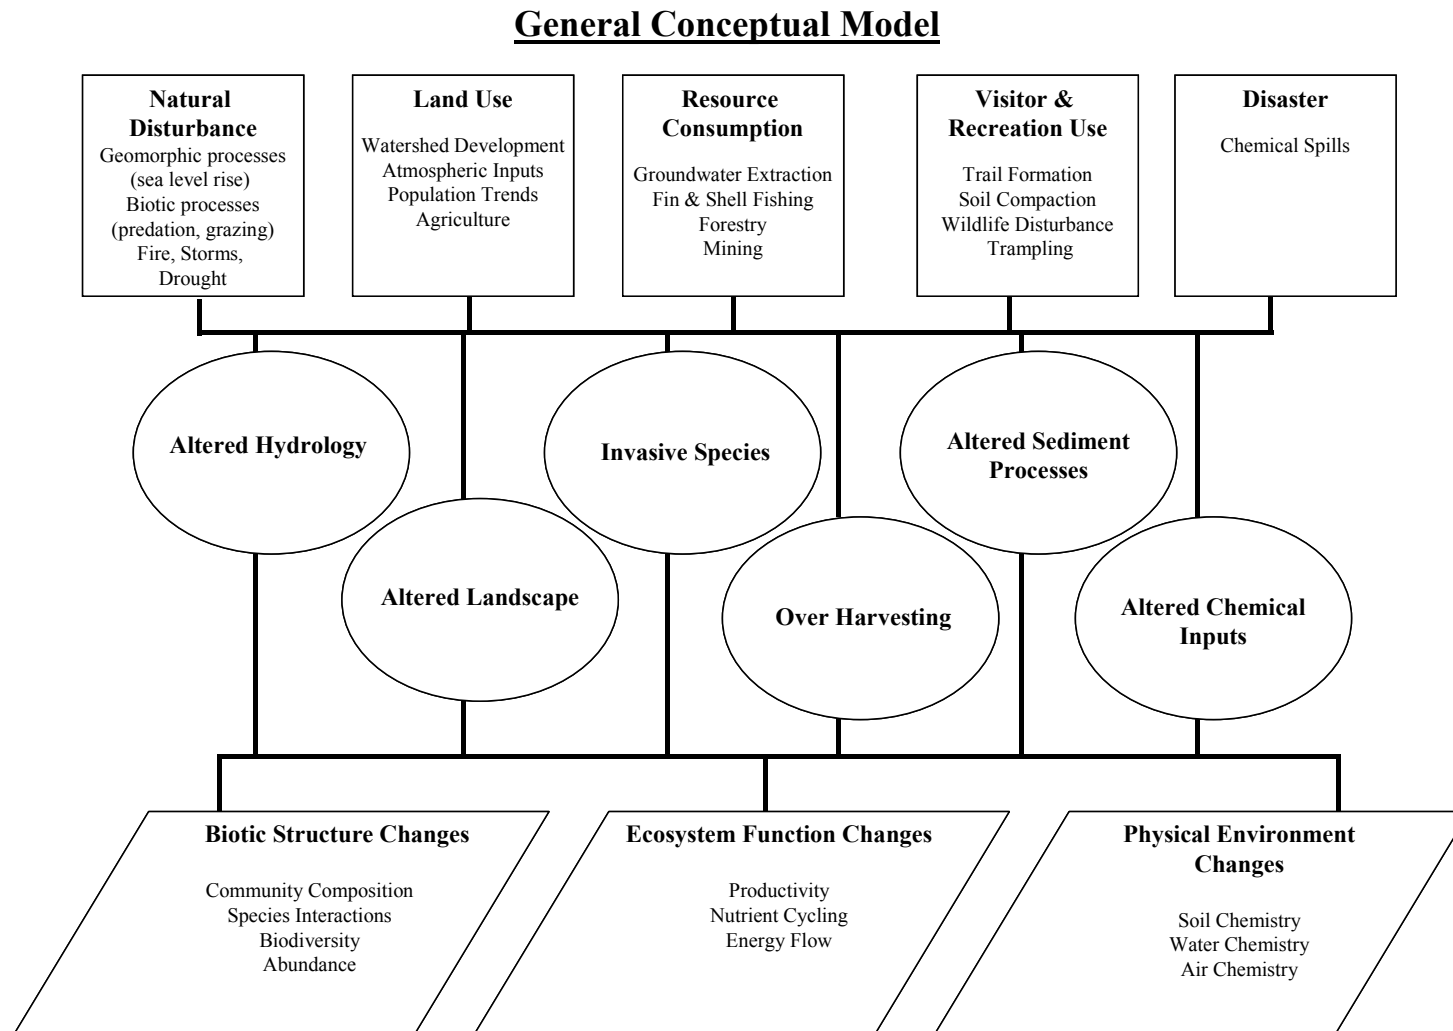 General Conceptual Model
Natural
Disturbance
Geomorphic processes
(sea level rise)
Biotic processes
(predation, grazing)
Fire, Storms,
Drought
Land Use
Watershed Development
Atmospheric Inputs
Population Trends
Agriculture
Resource
Consumption
Groundwater Extraction
Fin & Shell Fishing
Forestry
Mining
Visitor &
Recreation Use
Trail Formation
Soil Compaction
Wildlife Disturbance
Trampling
Disaster
Chemical Spills
Altered Hydrology
Invasive Species
Altered Sediment
Processes
Altered Landscape
Over Harvesting
Altered Chemical
Inputs
Biotic Structure Changes
Community Composition
Species Interactions
Biodiversity
Abundance
Ecosystem Function Changes
Productivity
Nutrient Cycling
Energy Flow
Physical Environment
Changes
Soil Chemistry
Water Chemistry
Air Chemistry